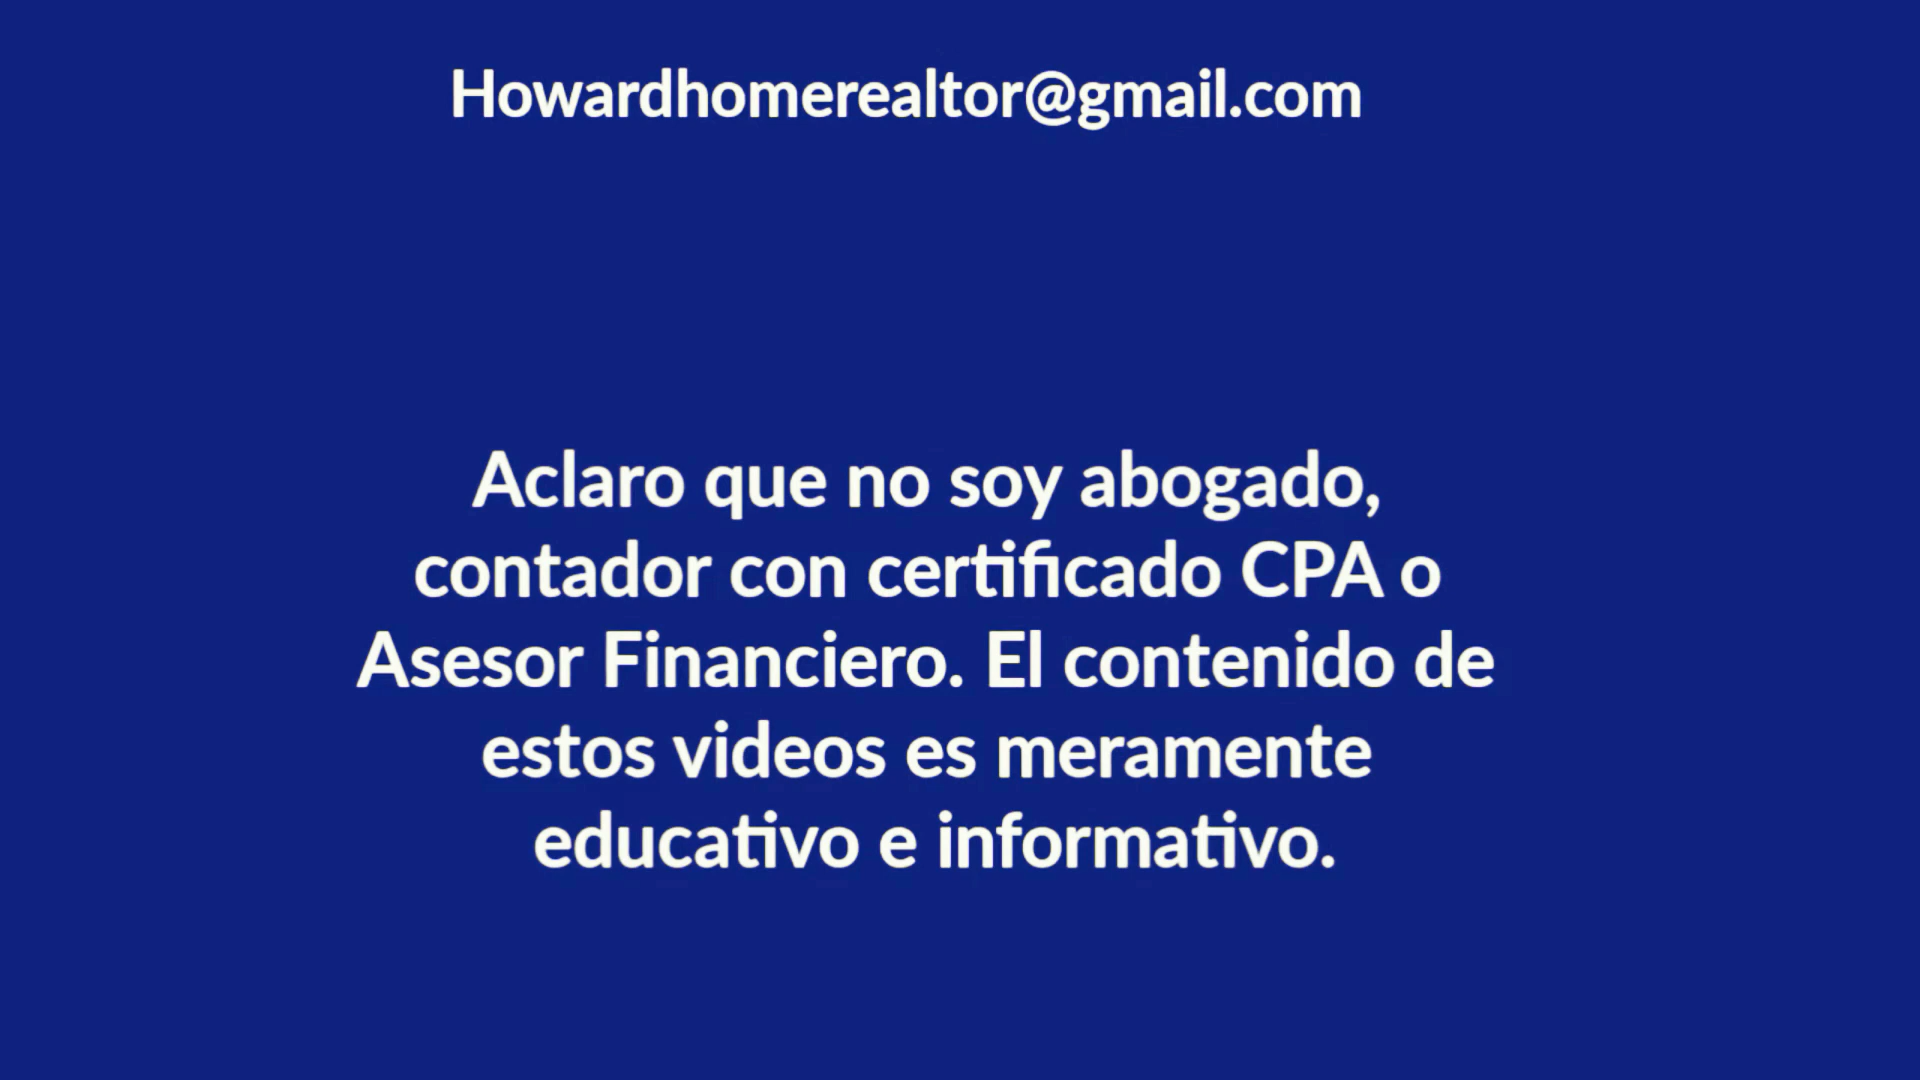 Howardhomerealtor@gmail.com
Aclaro que no soy abogado,
contador con certificado CPA o
Asesor Financiero. El contenido de
estos videos es meramente
educativo e informativo.